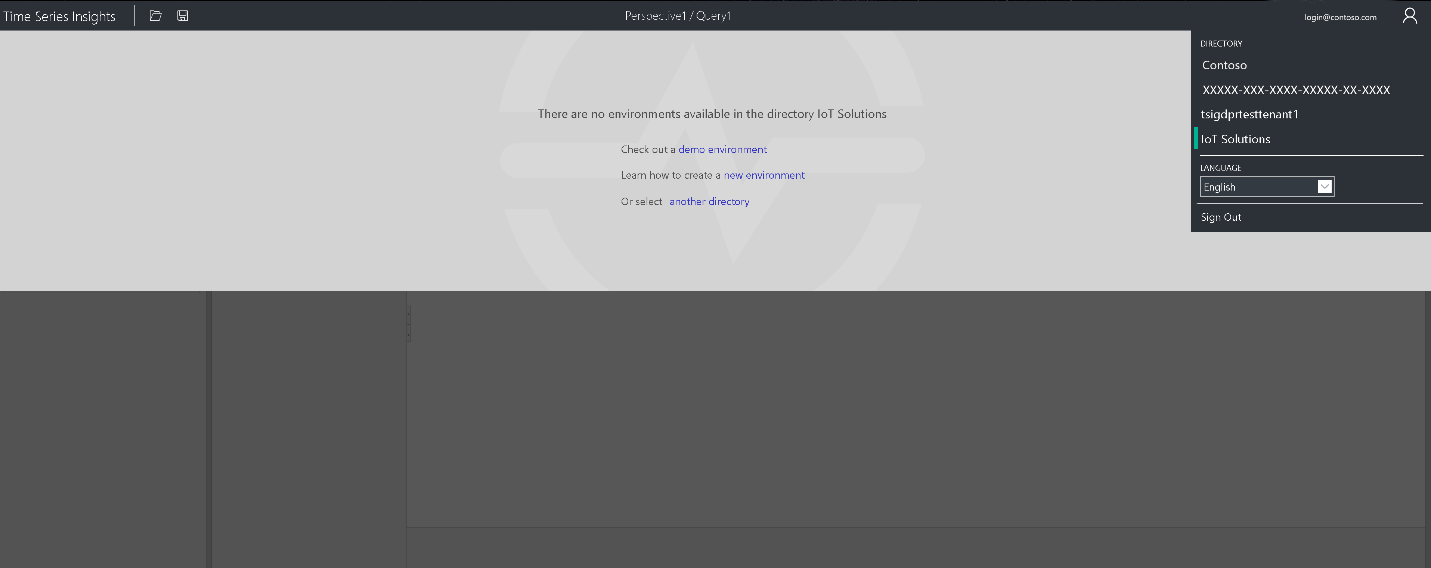 Time Series Insights
Perspective1 / Query1
login@contoso.com
DIRECTORY
Contoso
XXXXX-XXX-XXXX-XXXXX-XX-XXXX
tsigdprtesttenant1
IoT Solutions
LANGUAGE
English
Sign Out
There are no environments available in the directory IoT Solutions
Check out a demo environment
Learn how to create a new environment
Or select another directory